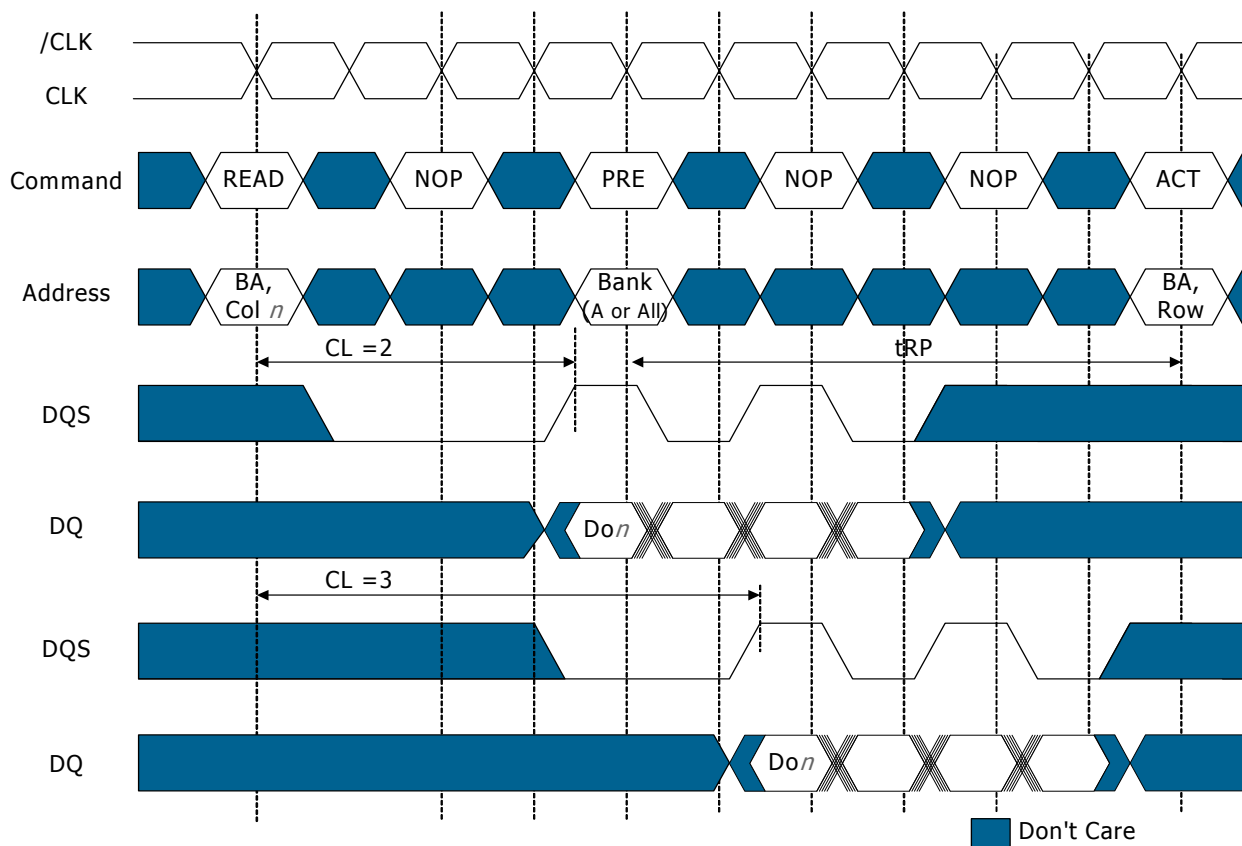 /CLK
CLK
Command
READ
NOP
PRE
NOP
NOP
ACT
Address
BA,
Col n
Bank
(A or All)
BA,
Row
CL =2
tRP
DQS
DQ
Don
CL =3
DQS
DQ
Don
Don't Care